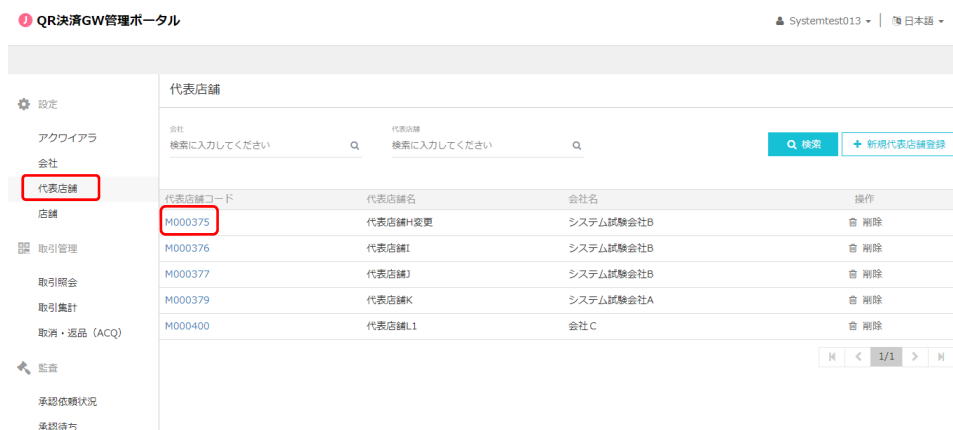 QR決済GW管理ポータル
Systemtest013
日本語
設定
アクワイアラ
会社
代表店舗
店舗
取引管理
取引照会
取引集計
取消・返品（ACQ）
監査
承認依頼状況
承認待ち
代表店舗
会社
検索に入力してください
代表店舗
検索に入力してください
検索
+ 新規代表店舗登録
代表店舗コード 代表店舗名 会社名 操作
M000375 代表店舗H変更 システム試験会社B 削除
M000376 代表店舗I システム試験会社B 削除
M000377 代表店舗J システム試験会社B 削除
M000379 代表店舗K システム試験会社A 削除
M000400 代表店舗L1 会社Ｃ 削除
1/1